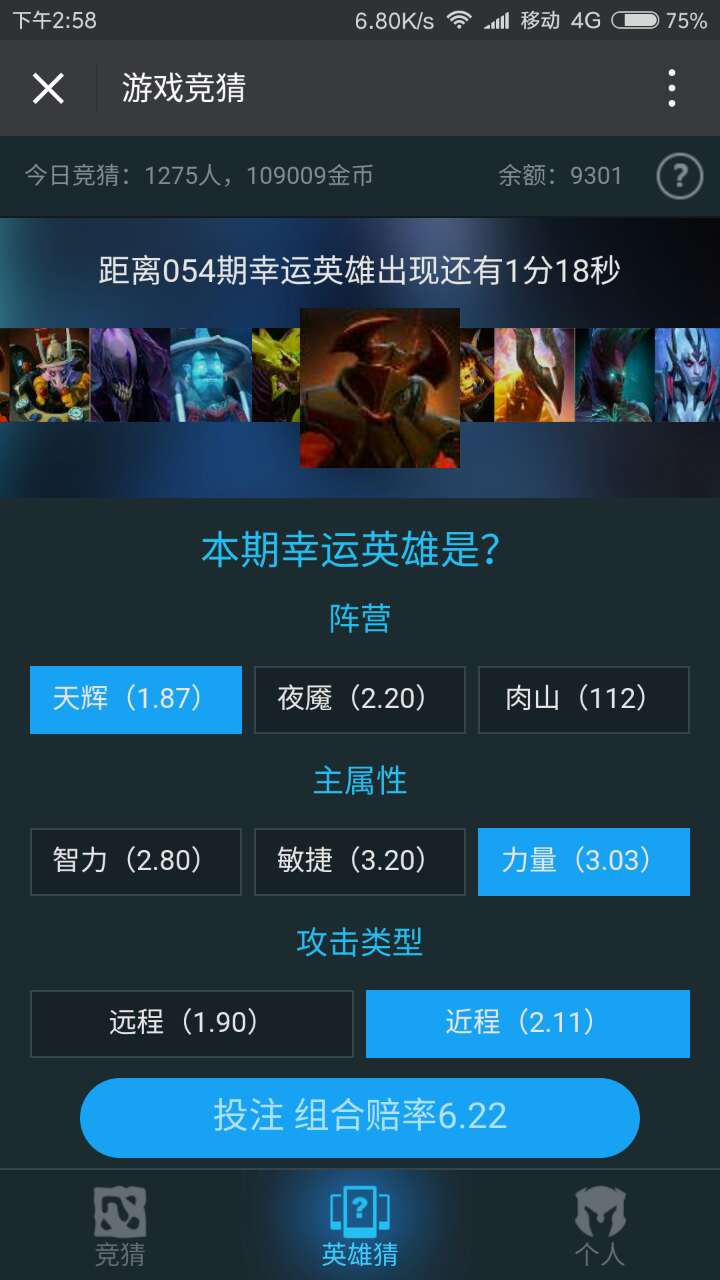 下午2:58 6.80K/s 移动 4G 75%
游戏竞猜
今日竞猜：1275人，109009金币 余额：9301 ?
距离054期幸运英雄出现还有1分18秒
本期幸运英雄是？
阵营
天辉（1.87） 夜魇（2.20） 肉山（112）
主属性
智力（2.80） 敏捷（3.20） 力量（3.03）
攻击类型
远程（1.90） 近程（2.11）
投注 组合赔率6.22
竞猜 英雄猜 个人